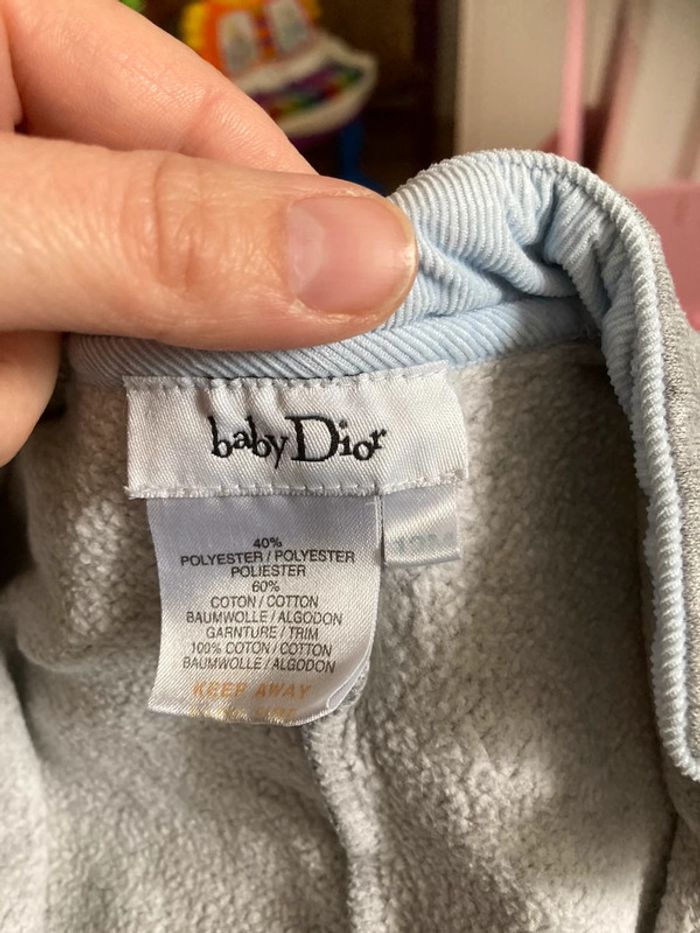 baby Dior
40%
POLYESTER / POLYESTER
POLIESTER
60%
COTON / COTTON
BAUMWOLLE / ALGODON
GARNTURE / TRIM
100% COTON / COTTON
BAUMWOLLE / ALGODON
KEEP AWAY